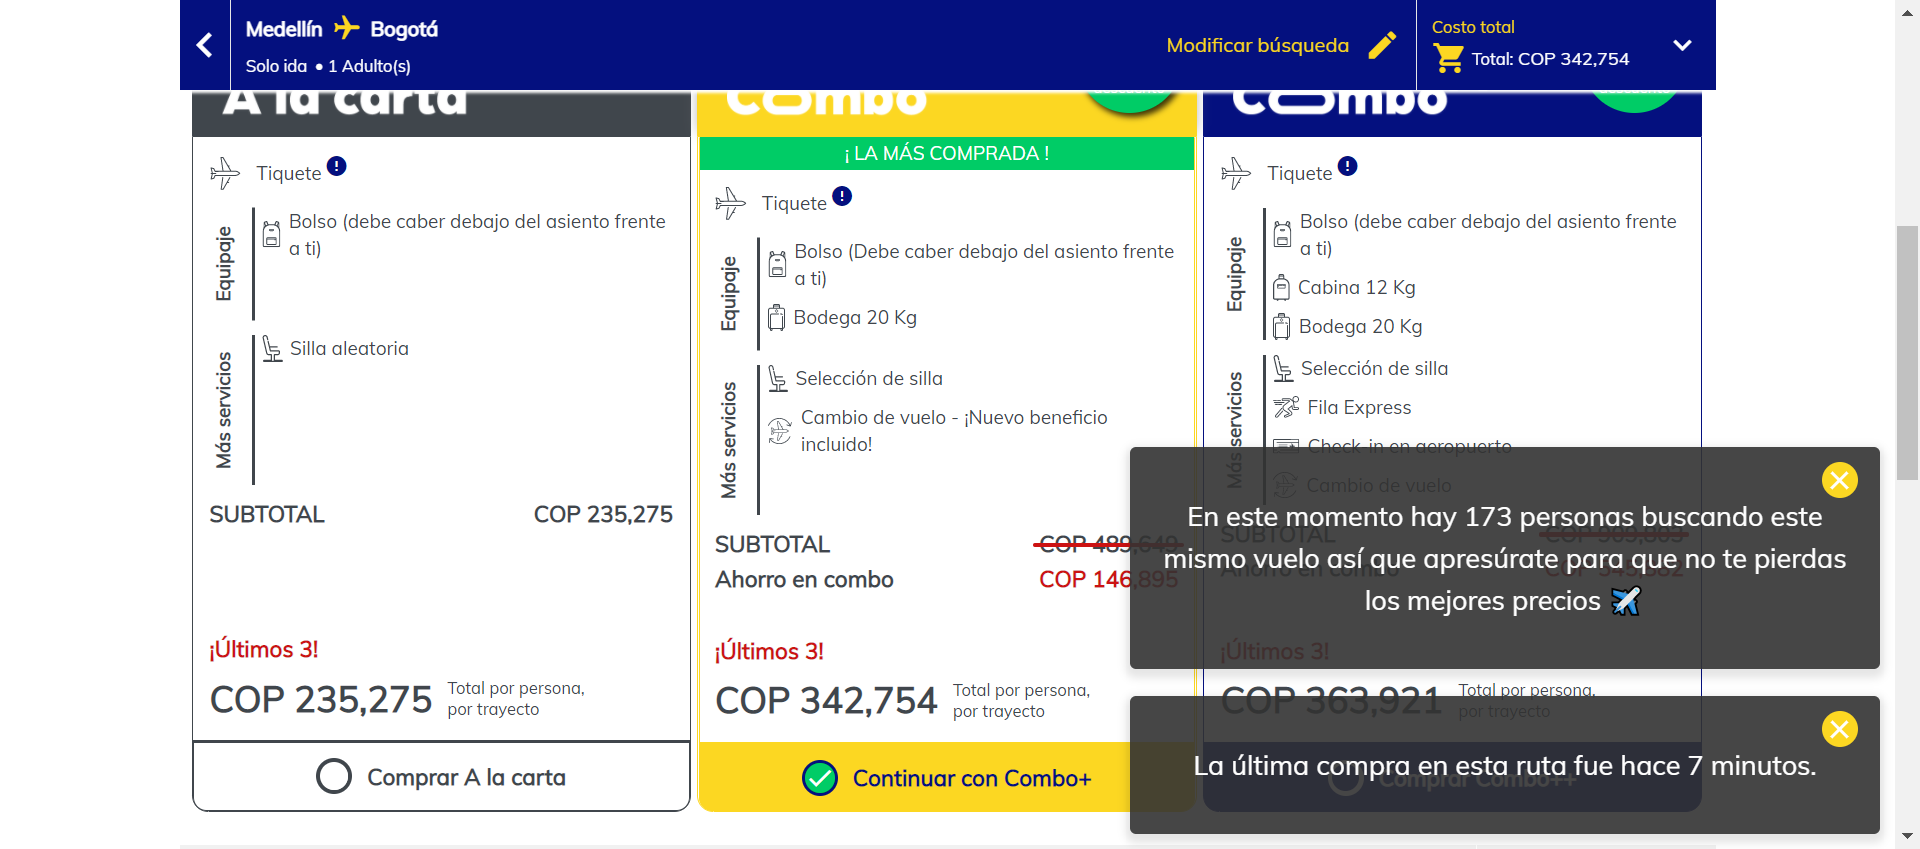 Medellín Bogotá
Solo ida • 1 Adulto(s)
Modificar búsqueda
Costo total
Total: COP 342,754
A la carta
Tiquete
Equipaje
Bolso (debe caber debajo del asiento frente
a ti)
Más servicios
Silla aleatoria
SUBTOTAL COP 235,275
¡Últimos 3!
COP 235,275
Total por persona,
por trayecto
Comprar A la carta
Combo
¡ LA MÁS COMPRADA !
Tiquete
Equipaje
Bolso (Debe caber debajo del asiento frente
a ti)
Bodega 20 Kg
Más servicios
Selección de silla
Cambio de vuelo - ¡Nuevo beneficio
incluido!
SUBTOTAL COP 489,649
Ahorro en combo COP 146,895
¡Últimos 3!
COP 342,754
Total por persona,
por trayecto
Continuar con Combo+
Combo
Tiquete
Equipaje
Bolso (debe caber debajo del asiento frente
a ti)
Cabina 12 Kg
Bodega 20 Kg
Más servicios
Selección de silla
Fila Express
Check-in en aeropuerto
Cambio de vuelo
SUBTOTAL
Ahorro en combo
¡Últimos 3!
COP 363,921
Total por persona,
por trayecto
Comprar Combo++
En este momento hay 173 personas buscando este
mismo vuelo así que apresúrate para que no te pierdas
los mejores precios
La última compra en esta ruta fue hace 7 minutos.